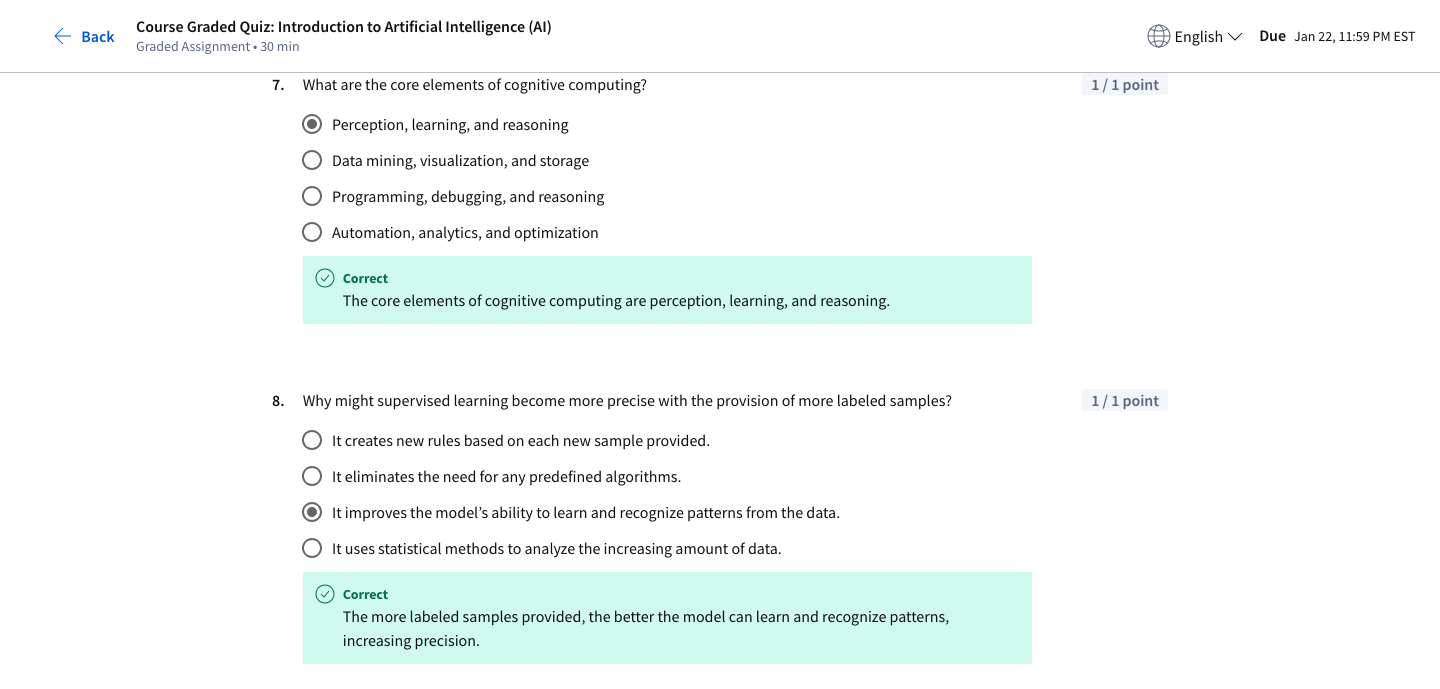 Back
Course Graded Quiz: Introduction to Artificial Intelligence (AI)
Graded Assignment • 30 min
English
Due Jan 22, 11:59 PM EST
7. What are the core elements of cognitive computing?
1 / 1 point
Perception, learning, and reasoning
Data mining, visualization, and storage
Programming, debugging, and reasoning
Automation, analytics, and optimization
Correct
The core elements of cognitive computing are perception, learning, and reasoning.
8. Why might supervised learning become more precise with the provision of more labeled samples?
1 / 1 point
It creates new rules based on each new sample provided.
It eliminates the need for any predefined algorithms.
It improves the model’s ability to learn and recognize patterns from the data.
It uses statistical methods to analyze the increasing amount of data.
Correct
The more labeled samples provided, the better the model can learn and recognize patterns,
increasing precision.